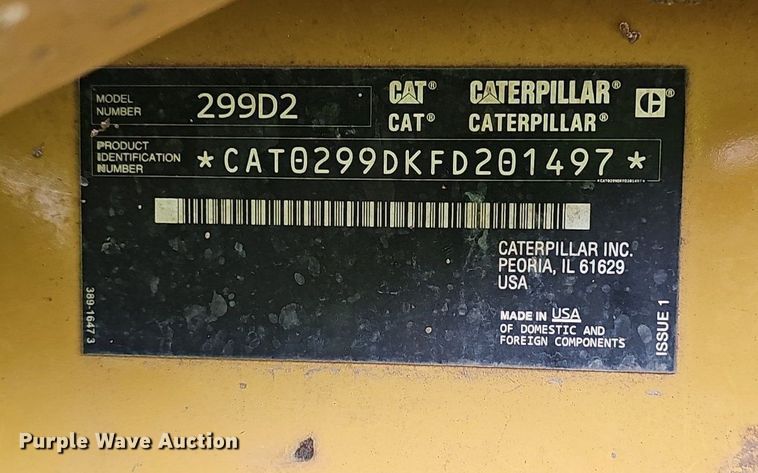 MODEL
NUMBER
299D2
CAT® CATERPILLAR®
CAT® CATERPILLAR®
C®
PRODUCT
IDENTIFICATION
NUMBER
*CAT0299DKFD201497*
*CAT0299DKFD201497*
CATERPILLAR INC.
PEORIA, IL 61629
USA
MADE IN USA
OF DOMESTIC AND
FOREIGN COMPONENTS
389-1647 3
ISSUE 1
Purple Wave Auction